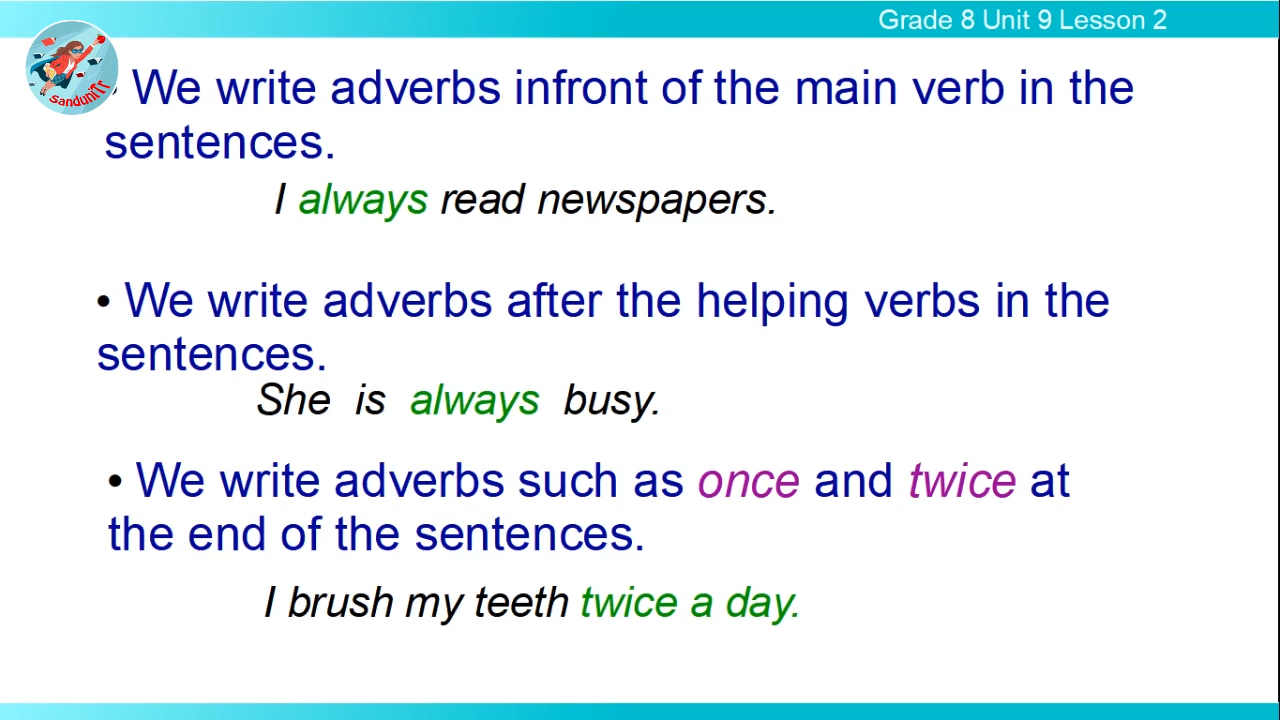 Grade 8 Unit 9 Lesson 2
SanduniTr
We write adverbs infront of the main verb in the
sentences.
I always read newspapers.
• We write adverbs after the helping verbs in the
sentences.
She is always busy.
• We write adverbs such as once and twice at
the end of the sentences.
I brush my teeth twice a day.